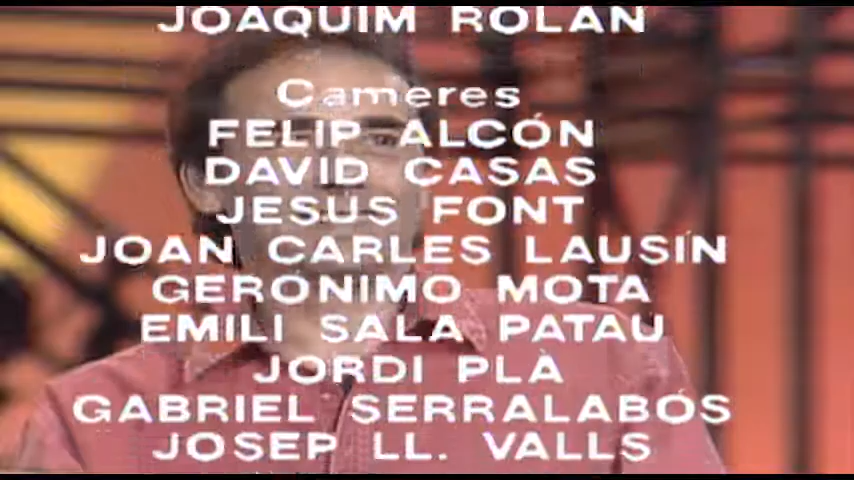 JOAQUIM ROLAN
Cameres
FELIP ALCÓN
DAVID CASAS
JESUS FONT
JOAN CARLES LAUSÍN
GERONIMO MOTA
EMILI SALA PATAU
JORDI PLÀ
GABRIEL SERRALABÓS
JOSEP LL. VALLS